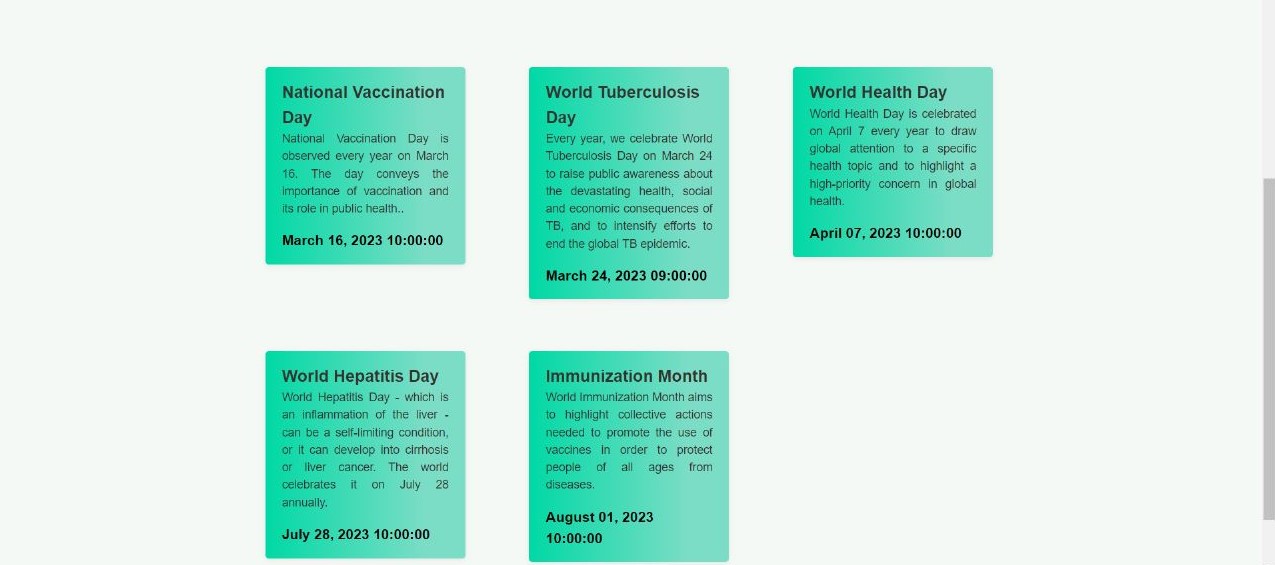 National Vaccination
Day
National Vaccination Day is
observed every year on March
16. The day conveys the
importance of vaccination and
its role in public health..
March 16, 2023 10:00:00
World Tuberculosis
Day
Every year, we celebrate World
Tuberculosis Day on March 24
to raise public awareness about
the devastating health, social
and economic consequences of
TB, and to intensify efforts to
end the global TB epidemic.
March 24, 2023 09:00:00
World Health Day
World Health Day is celebrated
on April 7 every year to draw
global attention to a specific
health topic and to highlight a
high-priority concern in global
health.
April 07, 2023 10:00:00
World Hepatitis Day
World Hepatitis Day - which is
an inflammation of the liver -
can be a self-limiting condition,
or it can develop into cirrhosis
or liver cancer. The world
celebrates it on July 28
annually.
July 28, 2023 10:00:00
Immunization Month
World Immunization Month aims
to highlight collective actions
needed to promote the use of
vaccines in order to protect
people of all ages from
diseases.
August 01, 2023
10:00:00